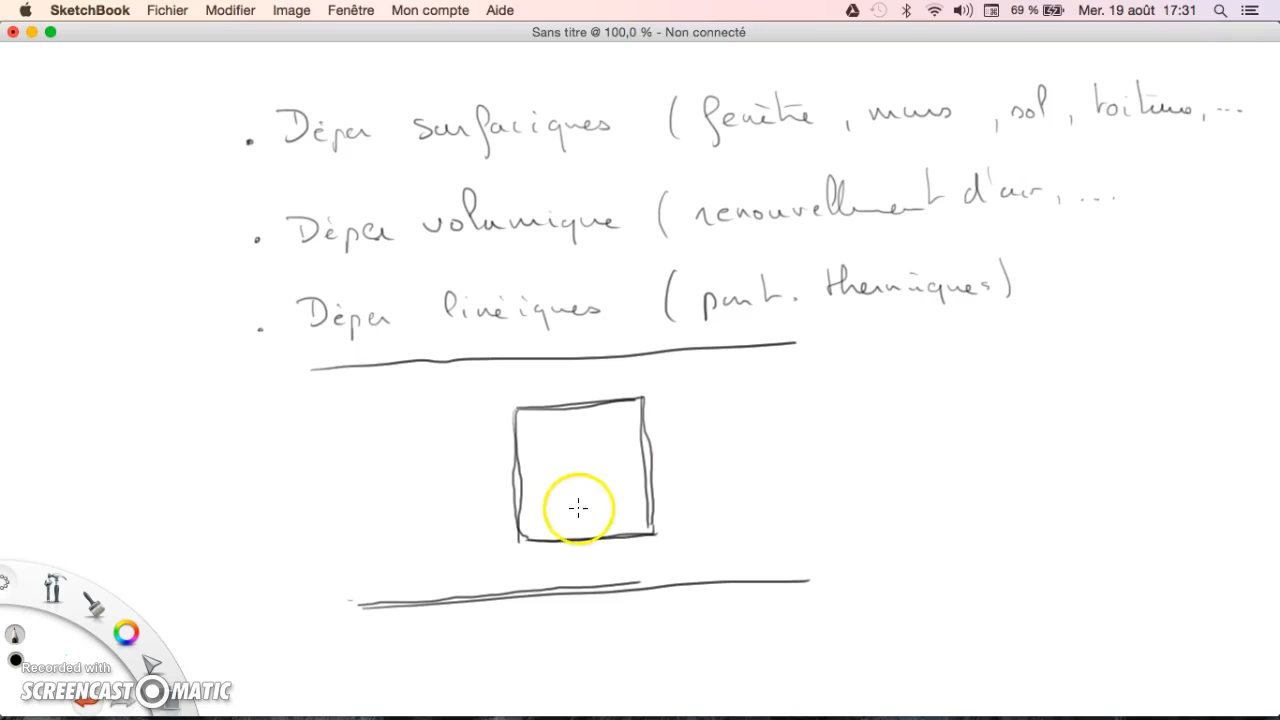 SketchBook Fichier Modifier Image Fenêtre Mon compte Aide 69 % Mer. 19 août 17:31
Sans titre @ 100,0 % - Non connecté
. Déper surfaciques ( fenêtre, murs, sol, toitures, ...
. Déper volumique ( renouvellement d'air, ....
. Déper linéiques ( pont. thermiques)
Recorded with
SCREENCAST MATIC